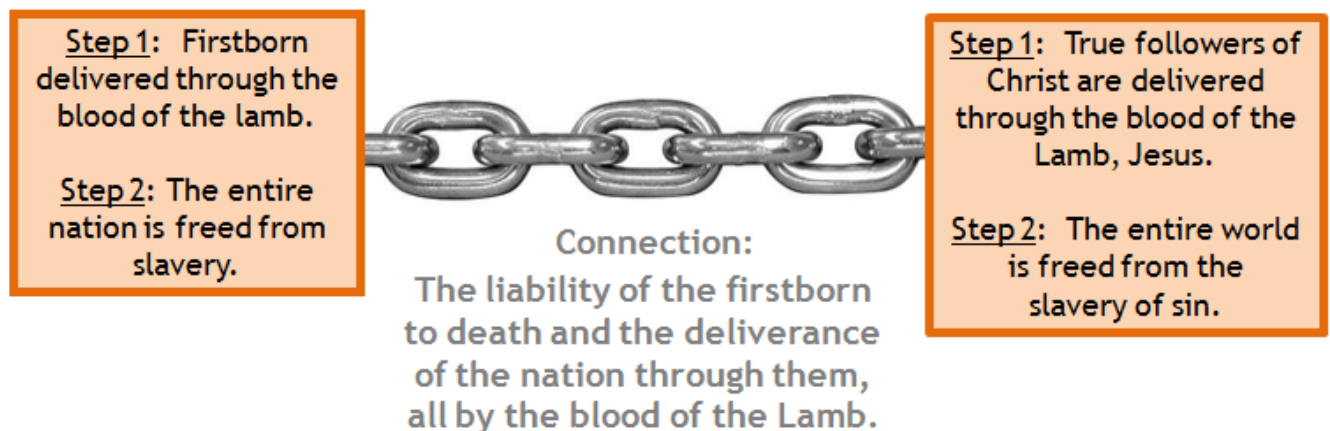 Step 1: Firstborn
delivered through the
blood of the lamb.
Step 2: The entire
nation is freed from
slavery.
Connection:
The liability of the firstborn
to death and the deliverance
of the nation through them,
all by the blood of the Lamb.
Step 1: True followers of
Christ are delivered
through the blood of the
Lamb, Jesus.
Step 2: The entire world
is freed from the
slavery of sin.